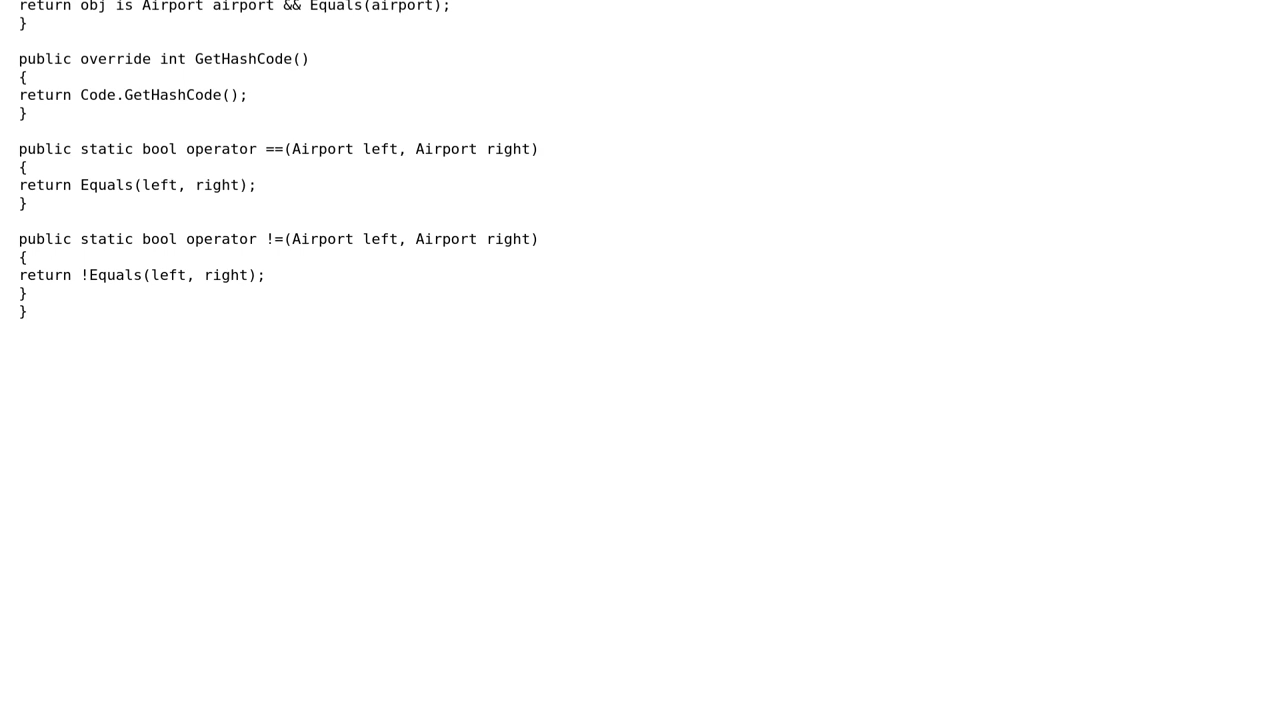 return obj is Airport airport && Equals(airport);
}

public override int GetHashCode()
{
return Code.GetHashCode();
}

public static bool operator ==(Airport left, Airport right)
{
return Equals(left, right);
}

public static bool operator !=(Airport left, Airport right)
{
return !Equals(left, right);
}
}